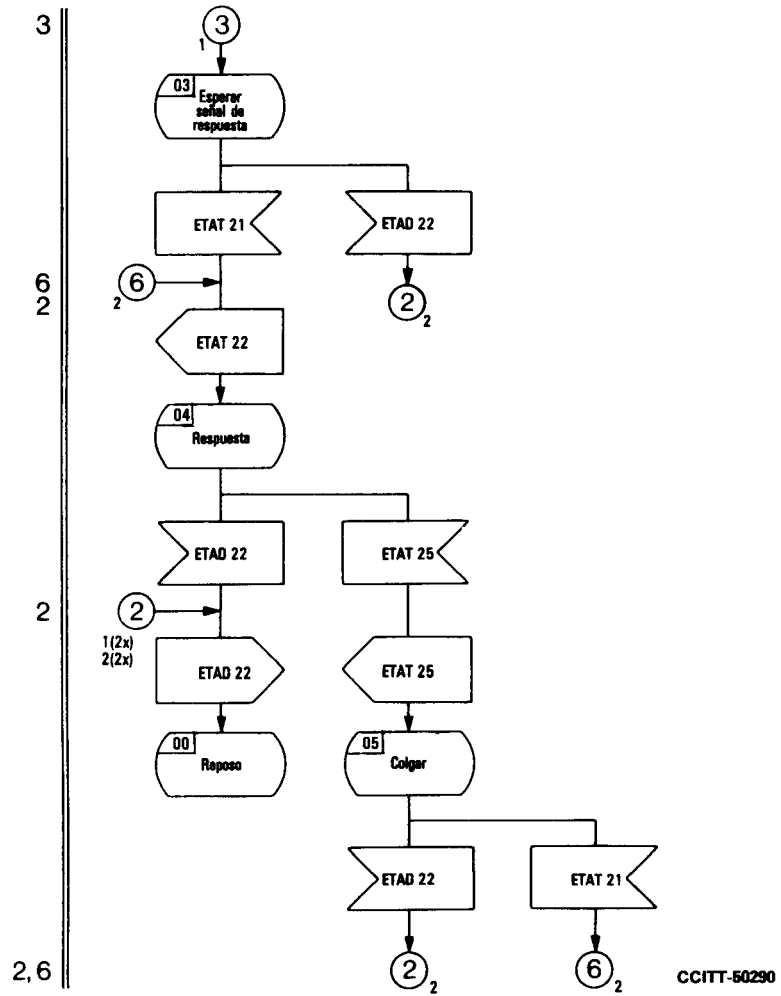 3
3
1
03
Esperar
señal de
respuesta
ETAT 21
ETAD 22
6
6
2
2
2
2
ETAT 22
04
Respuesta
ETAD 22
ETAT 25
2
2
1(2x)
2(2x)
ETAD 22
ETAT 25
00
Reposo
05
Colgar
ETAD 22
ETAT 21
2,6
2
2
6
2
CCITT-50290